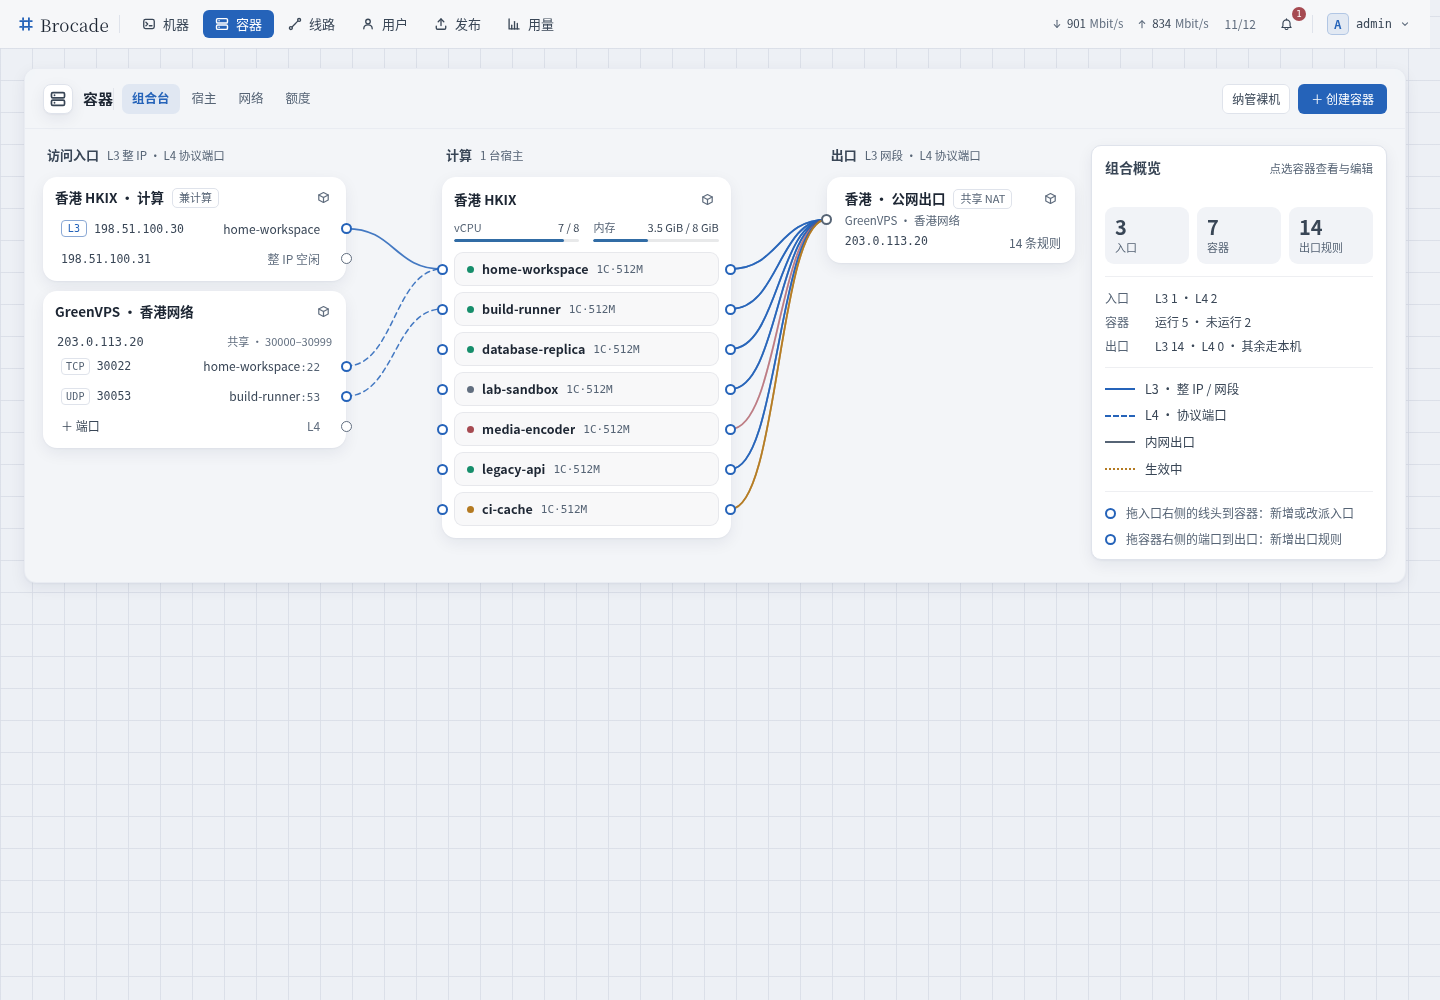 Brocade 机器 容器 线路 用户 发布 用量 ↓ 901 Mbit/s ↑ 834 Mbit/s 11/12 1 A admin
容器 组合台 宿主 网络 额度 纳管裸机 ＋ 创建容器
访问入口 L3 整 IP · L4 协议端口
香港 HKIX · 计算 兼计算
L3 198.51.100.30 home-workspace
198.51.100.31 整 IP 空闲
GreenVPS · 香港网络
203.0.113.20 共享 · 30000–30999
TCP 30022 home-workspace:22
UDP 30053 build-runner:53
＋ 端口 L4
计算 1 台宿主
香港 HKIX
vCPU 7 / 8 内存 3.5 GiB / 8 GiB
home-workspace 1C·512M
build-runner 1C·512M
database-replica 1C·512M
lab-sandbox 1C·512M
media-encoder 1C·512M
legacy-api 1C·512M
ci-cache 1C·512M
出口 L3 网段 · L4 协议端口
香港 · 公网出口 共享 NAT
GreenVPS · 香港网络
203.0.113.20 14 条规则
组合概览 点选容器查看与编辑
3 7 14
入口 容器 出口规则
入口 L3 1 · L4 2
容器 运行 5 · 未运行 2
出口 L3 14 · L4 0 · 其余走本机
L3 · 整 IP / 网段
L4 · 协议端口
内网出口
生效中
拖入口右侧的线头到容器：新增或改派入口
拖容器右侧的端口到出口：新增出口规则